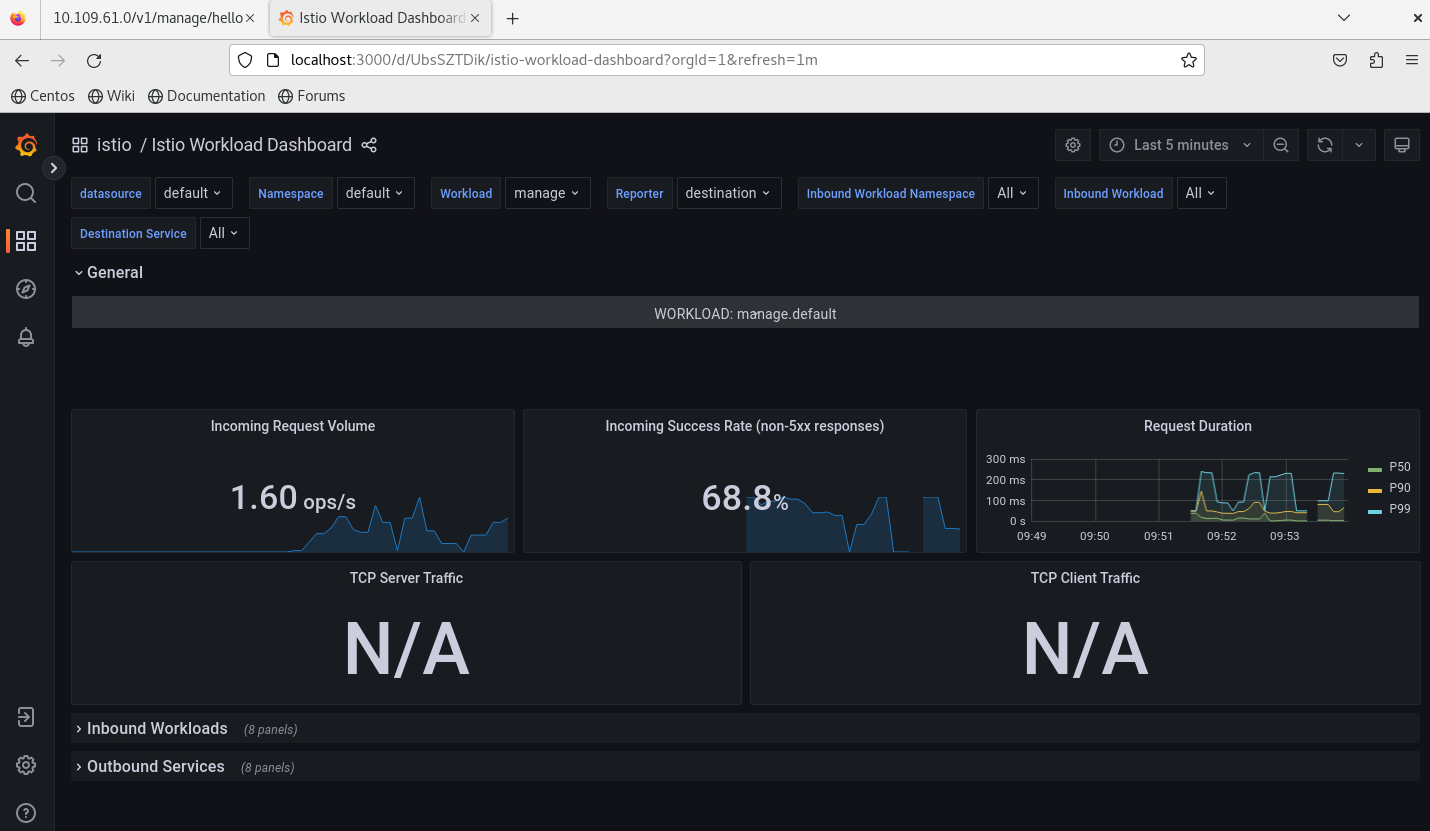 10.109.61.0/v1/manage/hello
Istio Workload Dashboard
localhost:3000/d/UbsSZTDik/istio-workload-dashboard?orgId=1&refresh=1m
Centos Wiki Documentation Forums
istio / Istio Workload Dashboard
Last 5 minutes
datasource default Namespace default Workload manage Reporter destination Inbound Workload Namespace All Inbound Workload All
Destination Service All
General
WORKLOAD: manage.default
Incoming Request Volume
1.60 ops/s
Incoming Success Rate (non-5xx responses)
68.8%
Request Duration
300 ms
200 ms
100 ms
0 s
09:49 09:50 09:51 09:52 09:53
P50
P90
P99
TCP Server Traffic
N/A
TCP Client Traffic
N/A
Inbound Workloads (8 panels)
Outbound Services (8 panels)